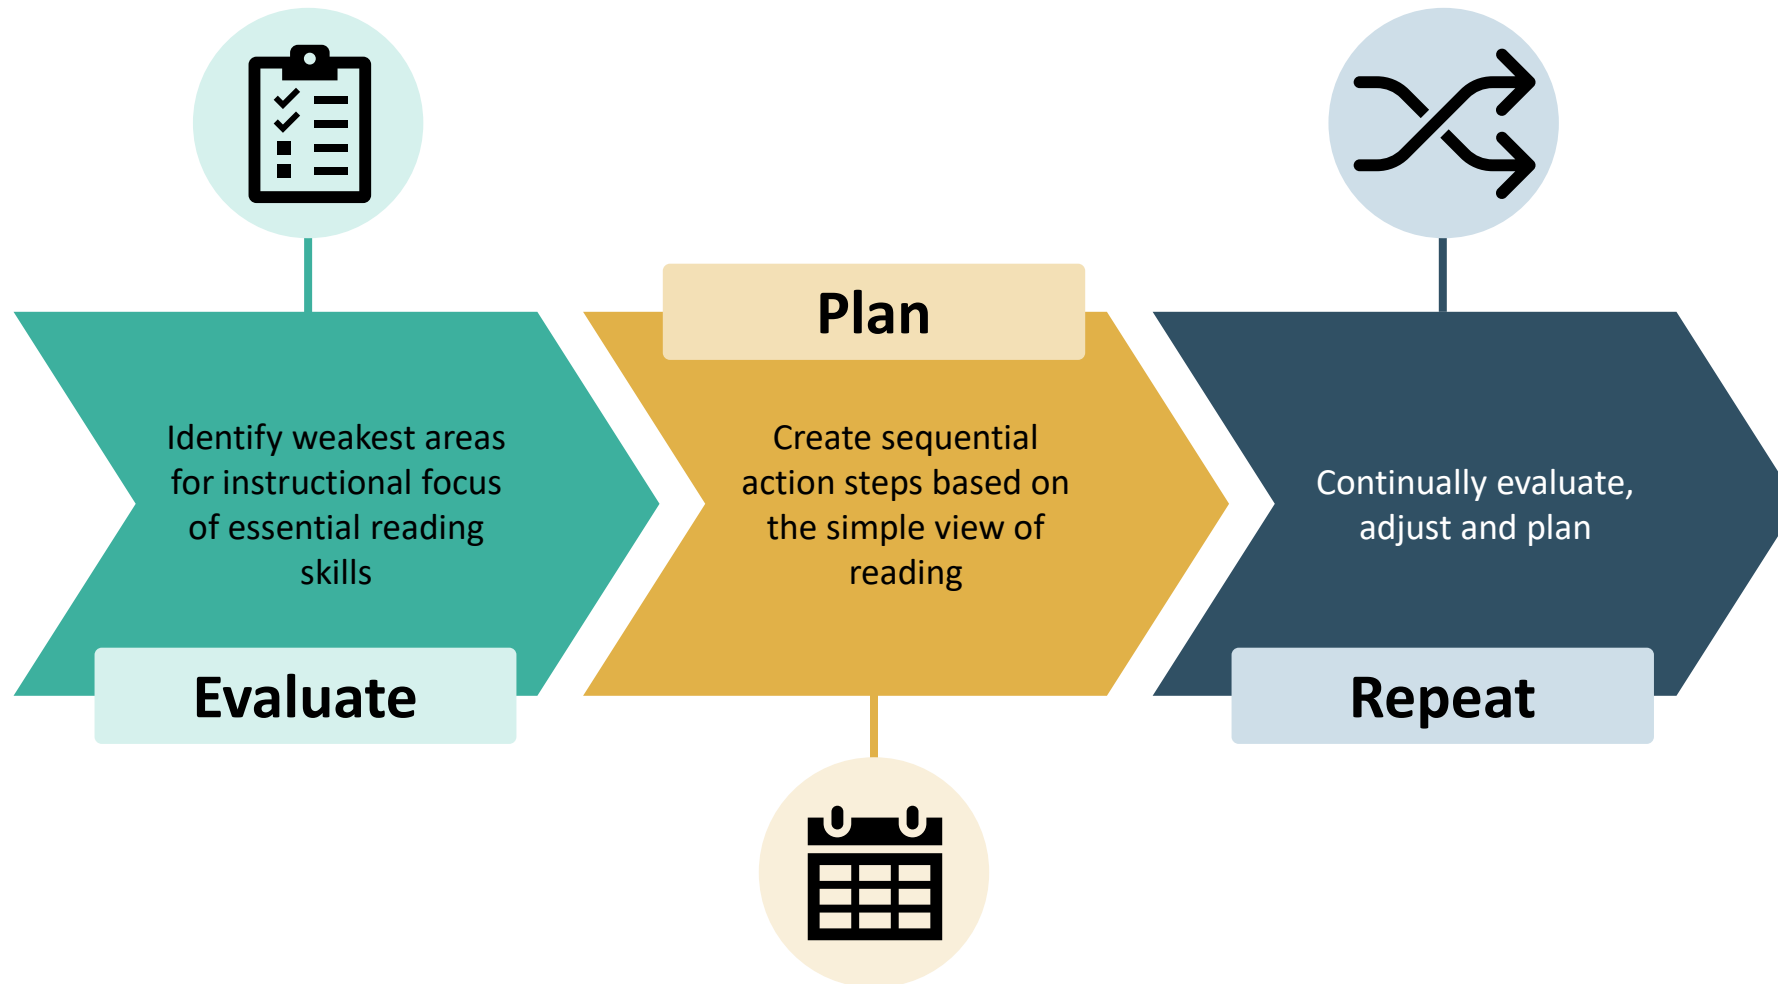 Identify weakest areas
for instructional focus
of essential reading
skills
Evaluate
Plan
Create sequential
action steps based on
the simple view of
reading
Continually evaluate,
adjust and plan
Repeat